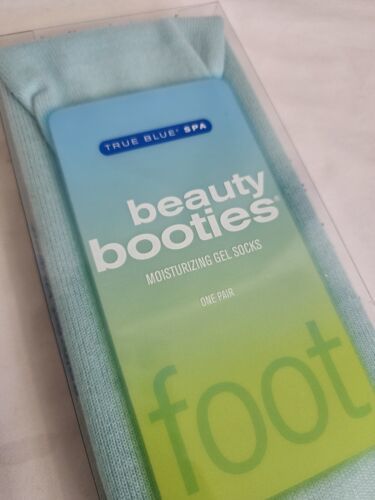 TRUE BLUE® SPA
beauty
booties®
MOISTURIZING GEL SOCKS
ONE PAIR
foot